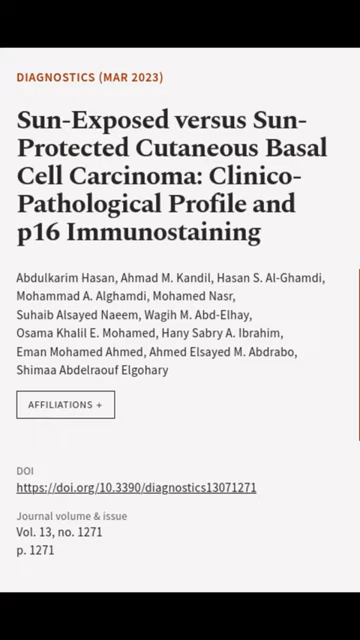 DIAGNOSTICS (MAR 2023)
Sun-Exposed versus Sun-
Protected Cutaneous Basal
Cell Carcinoma: Clinico-
Pathological Profile and
p16 Immunostaining
Abdulkarim Hasan, Ahmad M. Kandil, Hasan S. Al-Ghamdi,
Mohammad A. Alghamdi, Mohamed Nasr,
Suhaib Alsayed Naeem, Wagih M. Abd-Elhay,
Osama Khalil E. Mohamed, Hany Sabry A. Ibrahim,
Eman Mohamed Ahmed, Ahmed Elsayed M. Abdrabo,
Shimaa Abdelraouf Elgohary
AFFILIATIONS +
DOI
https://doi.org/10.3390/diagnostics13071271
Journal volume & issue
Vol. 13, no. 1271
p. 1271